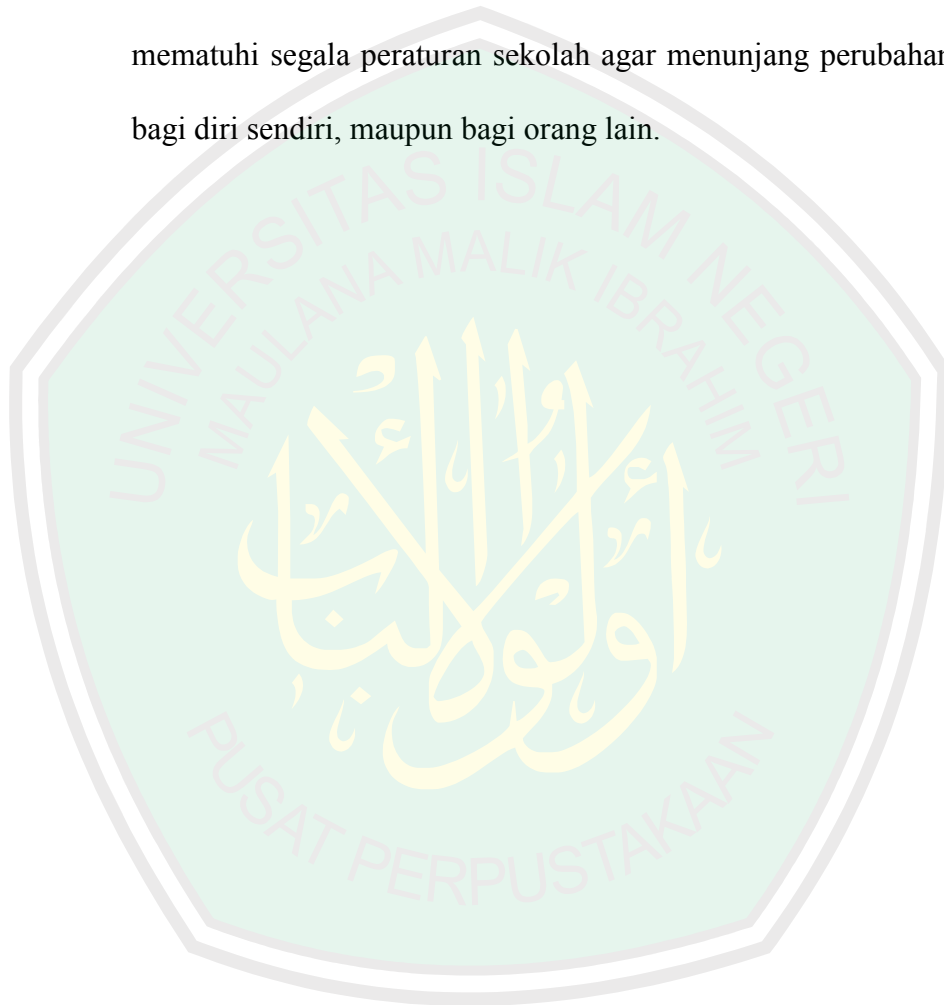 mematuhi segala peraturan sekolah agar menunjang perubahan
bagi diri sendiri, maupun bagi orang lain.
UNIVERSITAS ISLAM NEGERI
MAULANA MALIK IBRAHIM
أولوا الألباب
PUSAT PERPUSTAKAAN